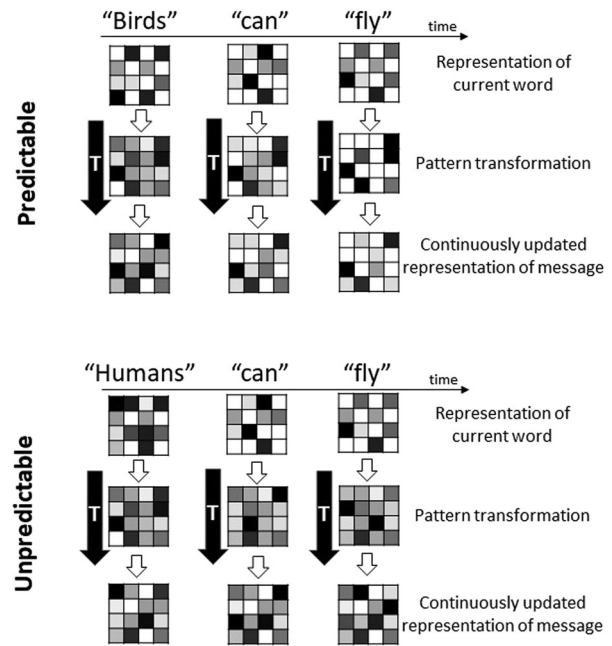 “Birds” “can” “fly”
time
Representation of
current word
T T T
Pattern transformation
Continuously updated
representation of message
Predictable
“Humans” “can” “fly”
time
Representation of
current word
T T T
Pattern transformation
Continuously updated
representation of message
Unpredictable